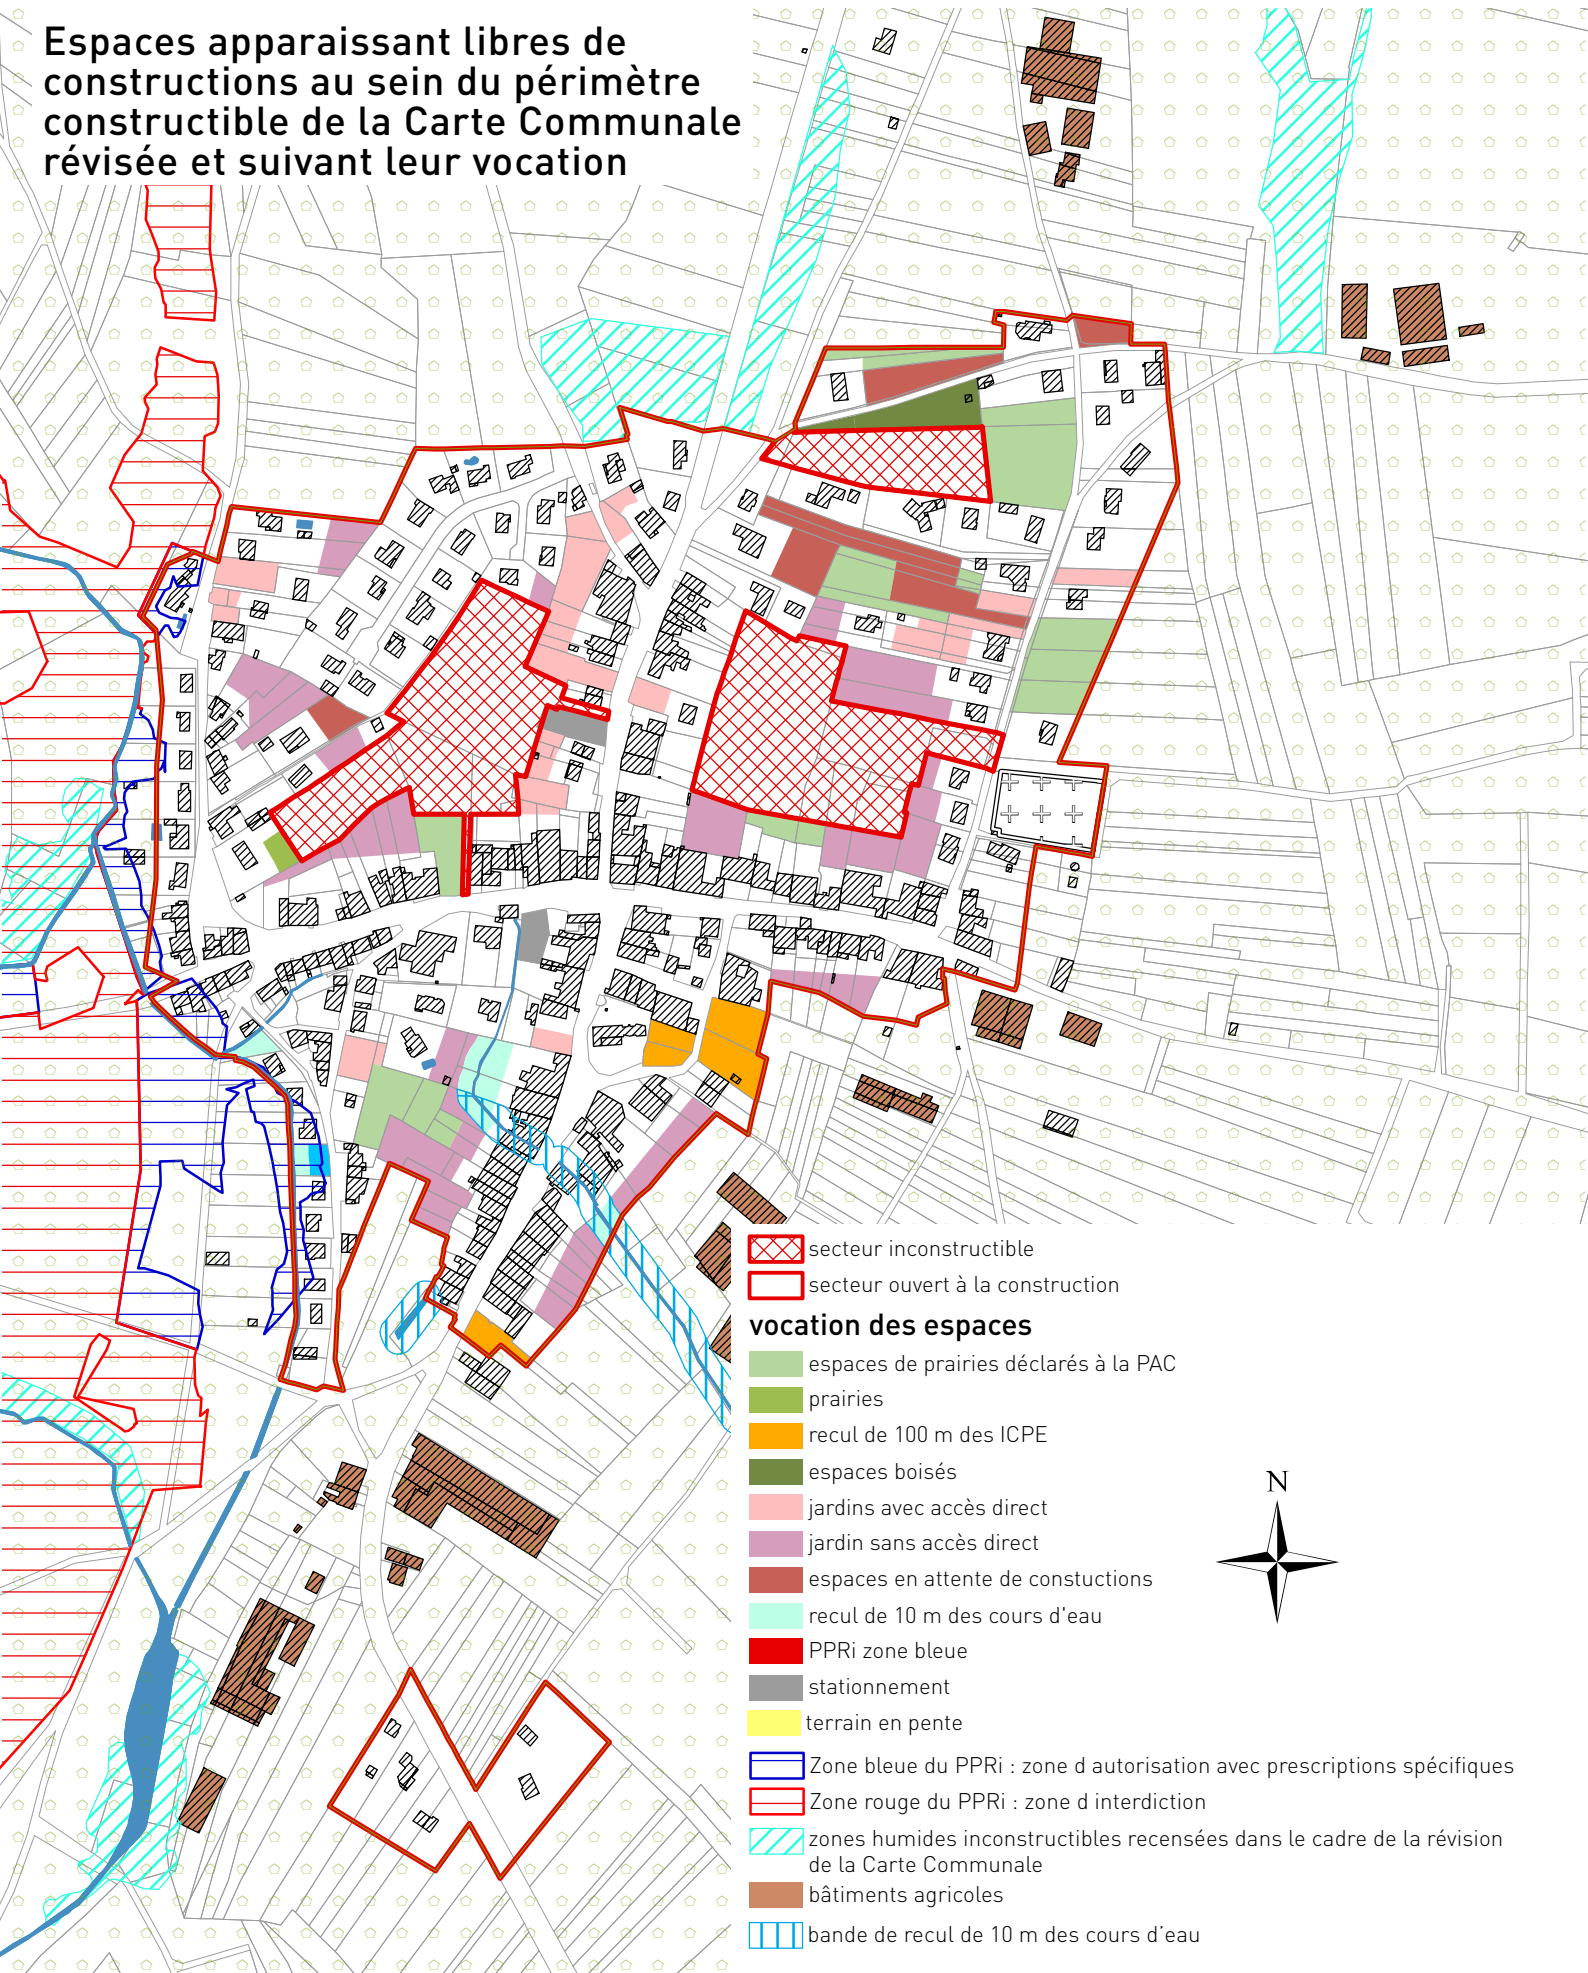 Espaces apparaissant libres de
constructions au sein du périmètre
constructible de la Carte Communale
révisée et suivant leur vocation
secteur inconstructible
secteur ouvert à la construction
vocation des espaces
espaces de prairies déclarés à la PAC
prairies
recul de 100 m des ICPE
espaces boisés
jardins avec accès direct
jardin sans accès direct
espaces en attente de constuctions
recul de 10 m des cours d'eau
PPRi zone bleue
stationnement
terrain en pente
Zone bleue du PPRi : zone d autorisation avec prescriptions spécifiques
Zone rouge du PPRi : zone d interdiction
zones humides inconstructibles recensées dans le cadre de la révision
de la Carte Communale
bâtiments agricoles
bande de recul de 10 m des cours d’eau
N